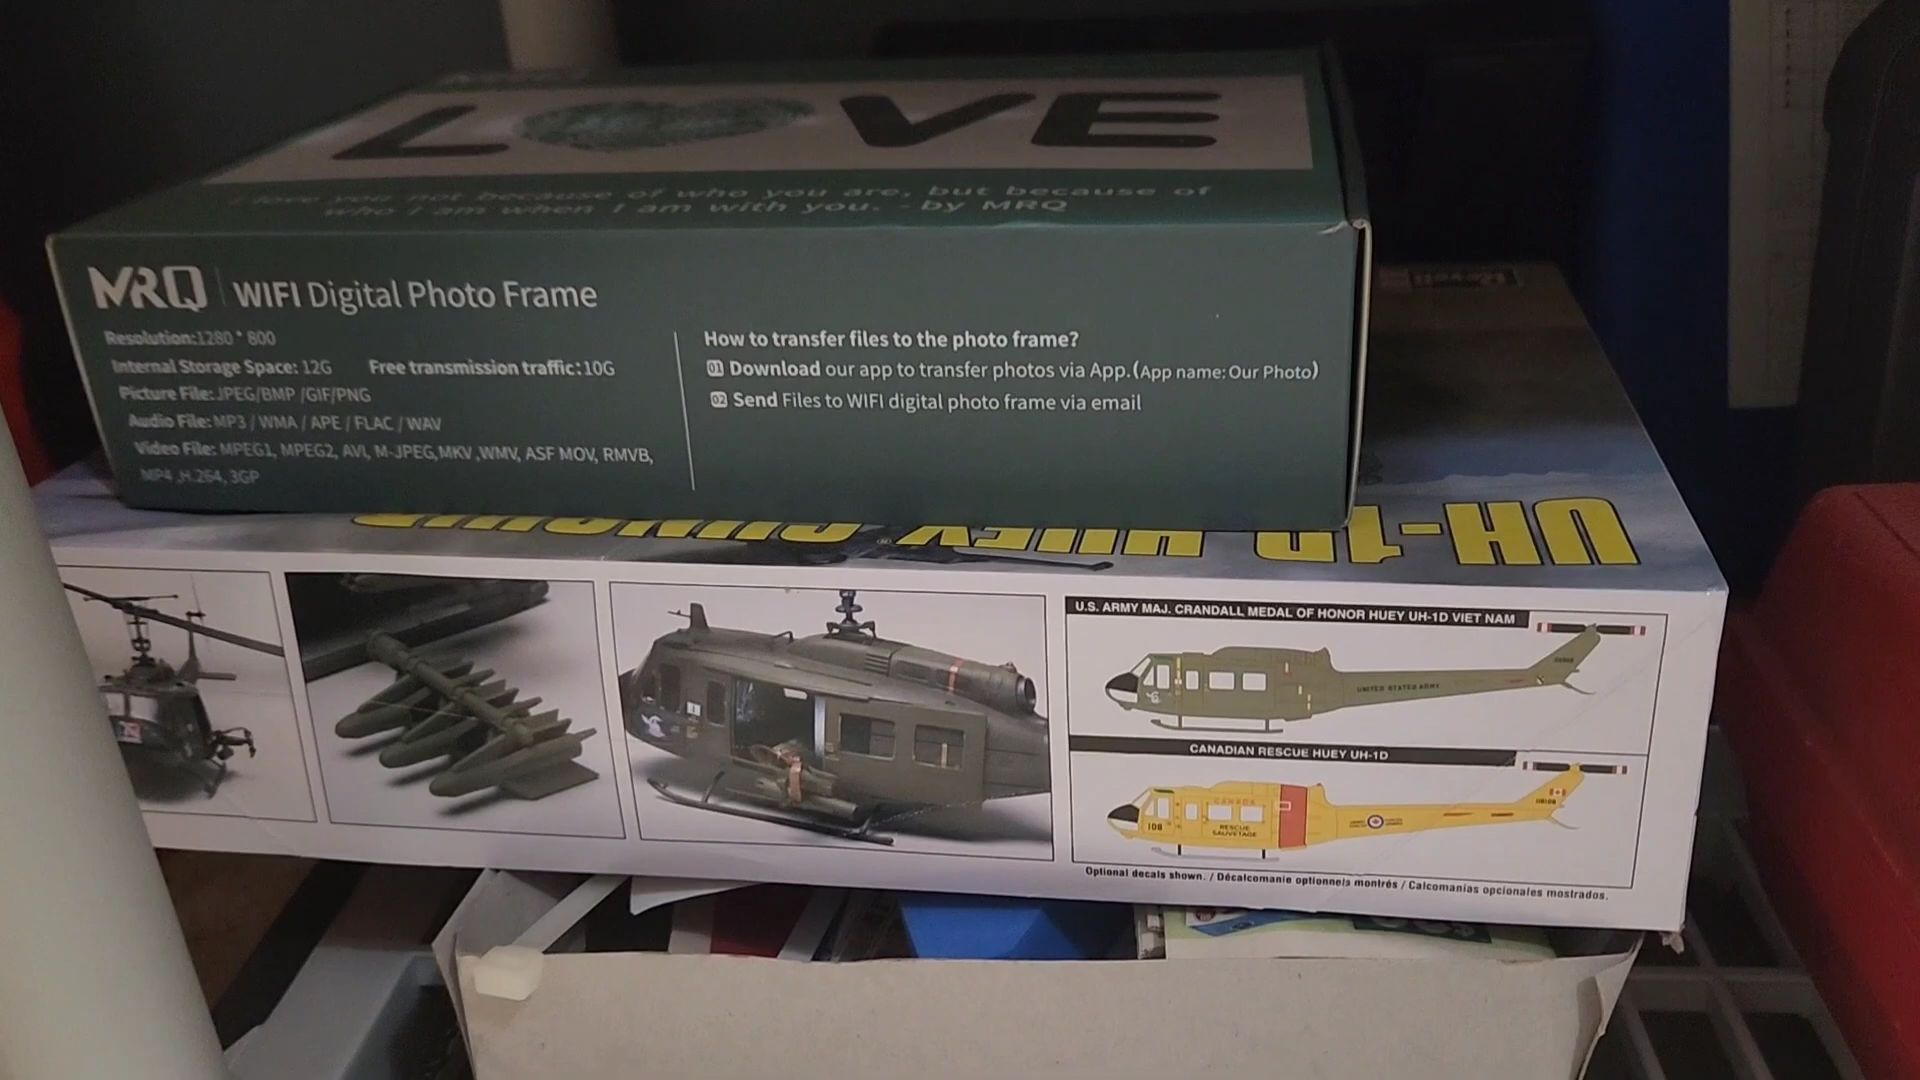 LOVE
I love you not because of who you are, but because of
who I am when I am with you. - by MRQ
MRQ | WIFI Digital Photo Frame
Resolution:1280 * 800
Internal Storage Space: 12G Free transmission traffic:10G
Picture File: JPEG/BMP /GIF/PNG
Audio File: MP3 / WMA / APE / FLAC / WAV
Video File: MPEG1, MPEG2, AVI, M-JPEG,MKV ,WMV, ASF MOV, RMVB,
MP4 ,H.264, 3GP
How to transfer files to the photo frame?
01 Download our app to transfer photos via App.(App name: Our Photo)
02 Send Files to WIFI digital photo frame via email
UH-1D HUEY GUNSHIP
U.S. ARMY MAJ. CRANDALL MEDAL OF HONOR HUEY UH-1D VIET NAM
UNITED STATES ARMY
CANADIAN RESCUE HUEY UH-1D
CANADA
108
RESCUE
SAUVETAGE
Optional decals shown. / Décalcomanie optionnels montrés / Calcomanías opcionales mostrados.